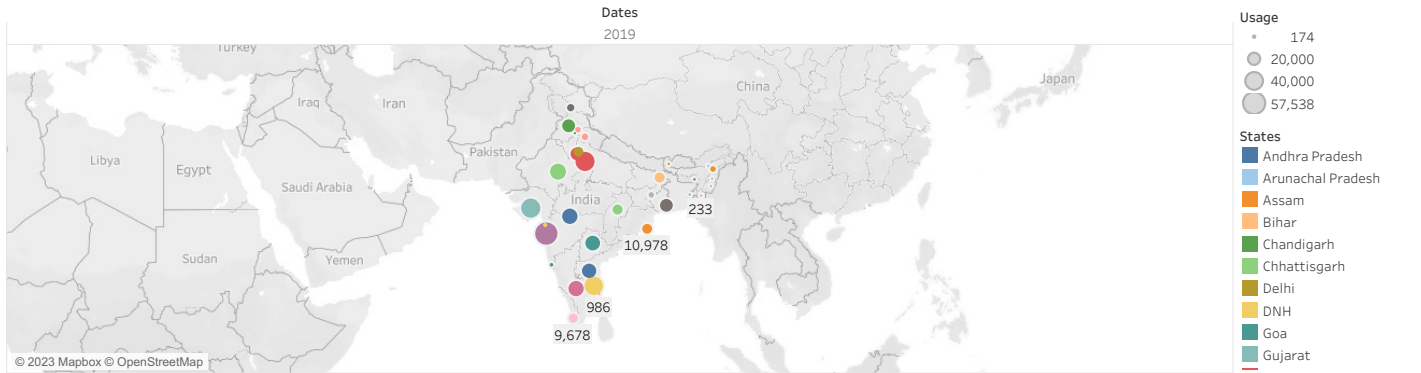 Dates
2019
Usage
174
20,000
40,000
57,538
States
Andhra Pradesh
Arunachal Pradesh
Assam
Bihar
Chandigarh
Chhattisgarh
Delhi
DNH
Goa
Gujarat
Turkey
Iraq
Iran
China
Japan
Libya
Egypt
Pakistan
Saudi Arabia
India
233
10,978
Sudan
Yemen
986
9,678
© 2023 Mapbox © OpenStreetMap